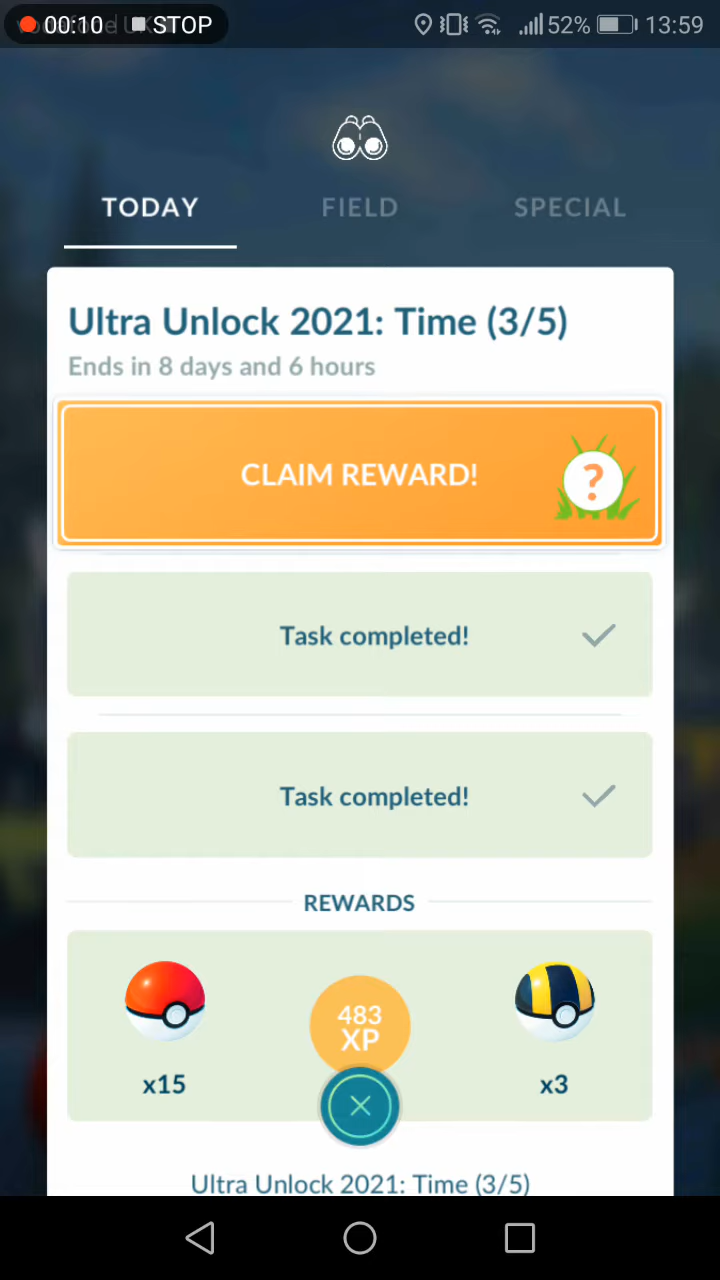 00:10 STOP 52% 13:59
TODAY FIELD SPECIAL
Ultra Unlock 2021: Time (3/5)
Ends in 8 days and 6 hours
CLAIM REWARD! ?
Task completed!
Task completed!
REWARDS
483
XP
x15 x3
Ultra Unlock 2021: Time (3/5)